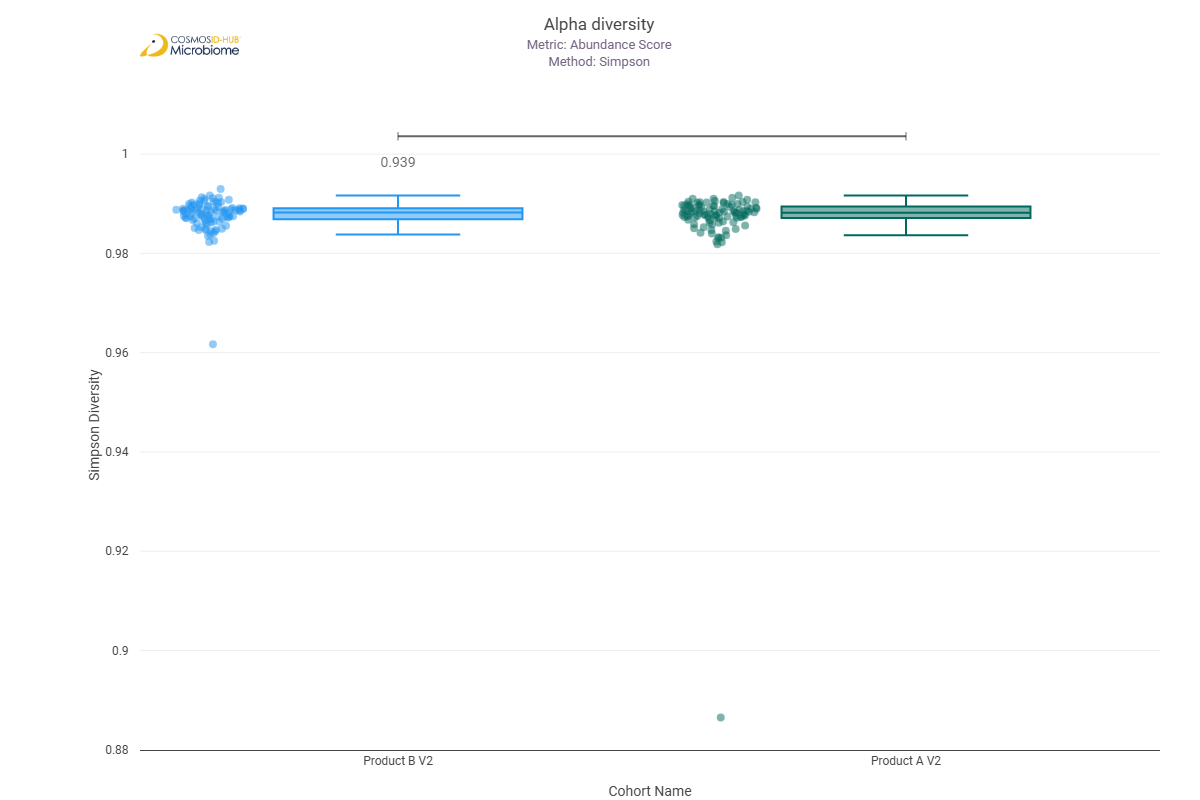 Alpha diversity
Metric: Abundance Score
Method: Simpson
COSMOSID-HUB
Microbiome
0.939
1
0.98
0.96
0.94
0.92
0.9
0.88
Simpson Diversity
Product B V2
Product A V2
Cohort Name